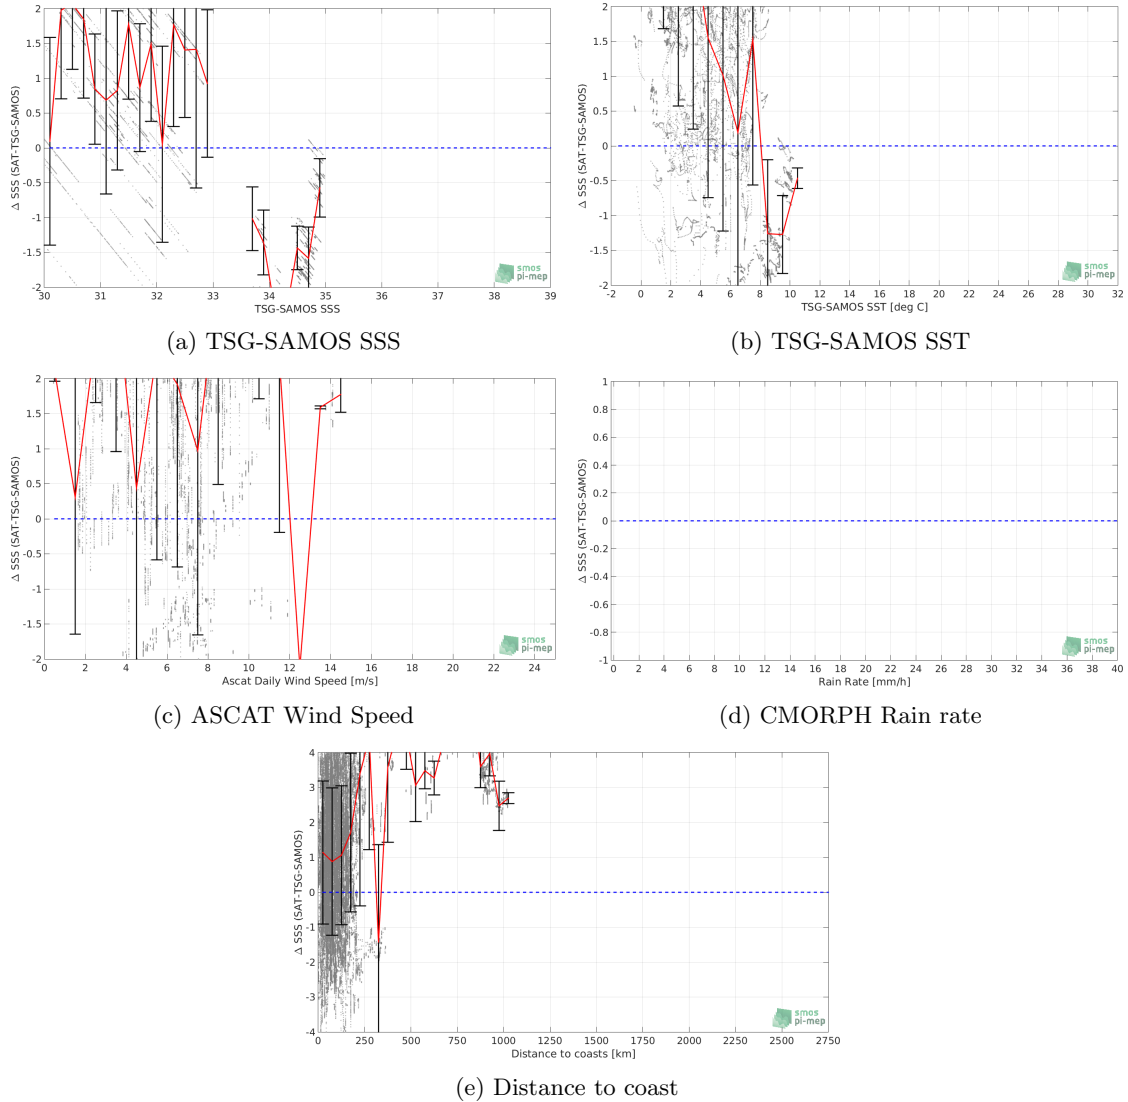 2
1.5
1
0.5
0
-0.5
-1
-1.5
-2
Δ SSS (SAT-TSG-SAMOS)
30 31 32 33 34 35 36 37 38 39
TSG-SAMOS SSS
smos
pi-mep
(a) TSG-SAMOS SSS
2
1.5
1
0.5
0
-0.5
-1
-1.5
-2
Δ SSS (SAT-TSG-SAMOS)
-2 0 2 4 6 8 10 12 14 16 18 20 22 24 26 28 30 32
TSG-SAMOS SST [deg C]
smos
pi-mep
(b) TSG-SAMOS SST
2
1.5
1
0.5
0
-0.5
-1
-1.5
-2
Δ SSS (SAT-TSG-SAMOS)
0 2 4 6 8 10 12 14 16 18 20 22 24
Ascat Daily Wind Speed [m/s]
smos
pi-mep
(c) ASCAT Wind Speed
1
0.8
0.6
0.4
0.2
0
-0.2
-0.4
-0.6
-0.8
-1
Δ SSS (SAT-TSG-SAMOS)
0 2 4 6 8 10 12 14 16 18 20 22 24 26 28 30 32 34 36 38 40
Rain Rate [mm/h]
smos
pi-mep
(d) CMORPH Rain rate
4
3
2
1
0
-1
-2
-3
-4
Δ SSS (SAT-TSG-SAMOS)
0 250 500 750 1000 1250 1500 1750 2000 2250 2500 2750
Distance to coasts [km]
smos
pi-mep
(e) Distance to coast